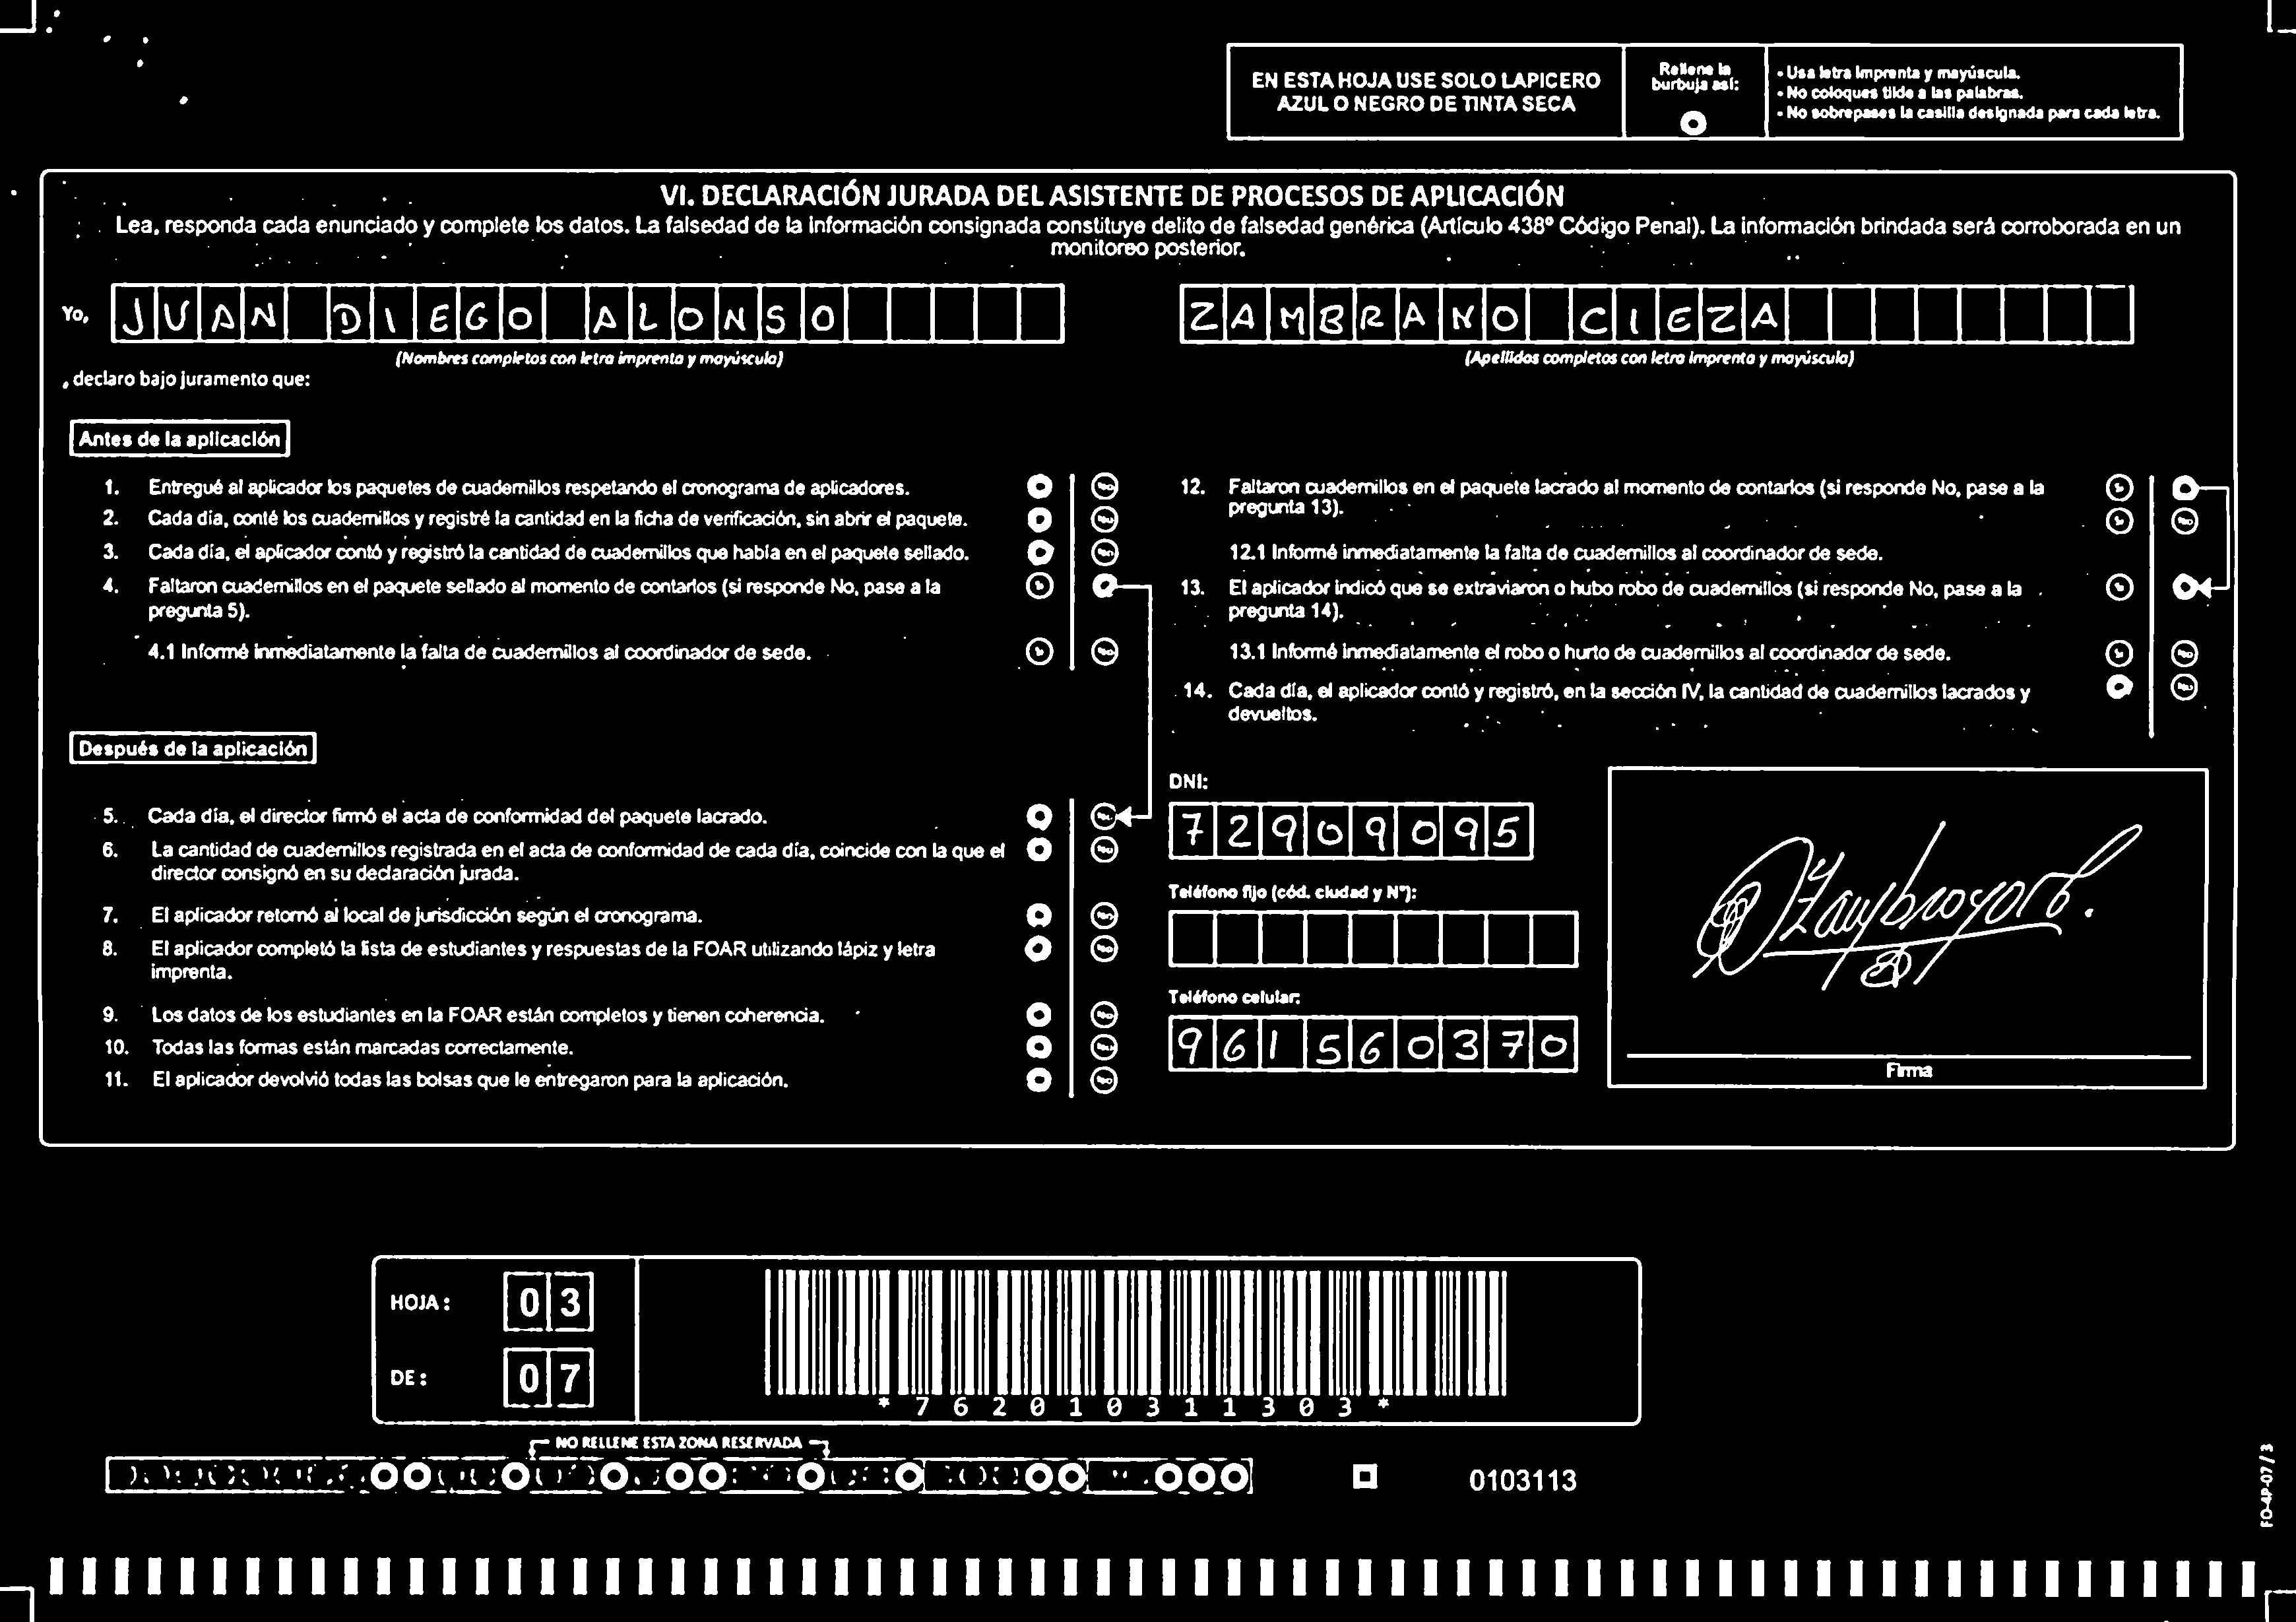 EN ESTA HOJA USE SOLO LAPICERO
AZUL O NEGRO DE TINTA SECA
Rellene la
burbuja así:
• Usa letra imprenta y mayúscula.
• No coloques tilde a las palabras.
• No sobrepases la casilla designada para cada letra.
VI. DECLARACIÓN JURADA DEL ASISTENTE DE PROCESOS DE APLICACIÓN
Lea, responda cada enunciado y complete los datos. La falsedad de la información consignada constituye delito de falsedad genérica (Artículo 438º Código Penal). La información brindada será corroborada en un
monitoreo posterior.
Yo, JUAN DIEGO ALONSO ZAMBRANO CIEZA
(Nombres completos con letra imprenta y mayúscula) (Apellidos completos con letra imprenta y mayúscula)
, declaro bajo juramento que:
Antes de la aplicación
1. Entregué al aplicador los paquetes de cuadernillos respetando el cronograma de aplicadores.
2. Cada día, conté los cuadernillos y registré la cantidad en la ficha de verificación, sin abrir el paquete.
3. Cada día, el aplicador contó y registró la cantidad de cuadernillos que había en el paquete sellado.
4. Faltaron cuadernillos en el paquete sellado al momento de contarlos (si responde No, pase a la
pregunta 5).
4.1 Informé inmediatamente la falta de cuadernillos al coordinador de sede.
Después de la aplicación
5. Cada día, el director firmó el acta de conformidad del paquete lacrado.
6. La cantidad de cuadernillos registrada en el acta de conformidad de cada día, coincide con la que el
director consignó en su declaración jurada.
7. El aplicador retornó al local de jurisdicción según el cronograma.
8. El aplicador completó la lista de estudiantes y respuestas de la FOAR utilizando lápiz y letra
imprenta.
9. Los datos de los estudiantes en la FOAR están completos y tienen coherencia.
10. Todas las formas están marcadas correctamente.
11. El aplicador devolvió todas las bolsas que le entregaron para la aplicación.
12. Faltaron cuadernillos en el paquete lacrado al momento de contarlos (si responde No, pase a la
pregunta 13).
12.1 Informé inmediatamente la falta de cuadernillos al coordinador de sede.
13. El aplicador indicó que se extraviaron o hubo robo de cuadernillos (si responde No, pase a la
pregunta 14).
13.1 Informé inmediatamente el robo o hurto de cuadernillos al coordinador de sede.
14. Cada día, el aplicador contó y registró, en la sección IV, la cantidad de cuadernillos lacrados y
devueltos.
DNI:
72909095
Teléfono fijo (cód. ciudad y N°):
Teléfono celular:
961560370
Firma
HOJA: 03
DE: 07
*762010311303*
NO RELLENE ESTA ZONA RESERVADA
0103113
FO-4P-07/3